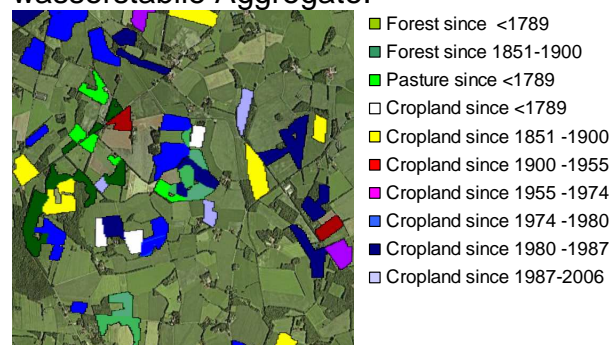 wasserstabile Aggregate.
Forest since <1789
Forest since 1851-1900
Pasture since <1789
Cropland since <1789
Cropland since 1851 -1900
Cropland since 1900 -1955
Cropland since 1955 -1974
Cropland since 1974 -1980
Cropland since 1980 -1987
Cropland since 1987-2006